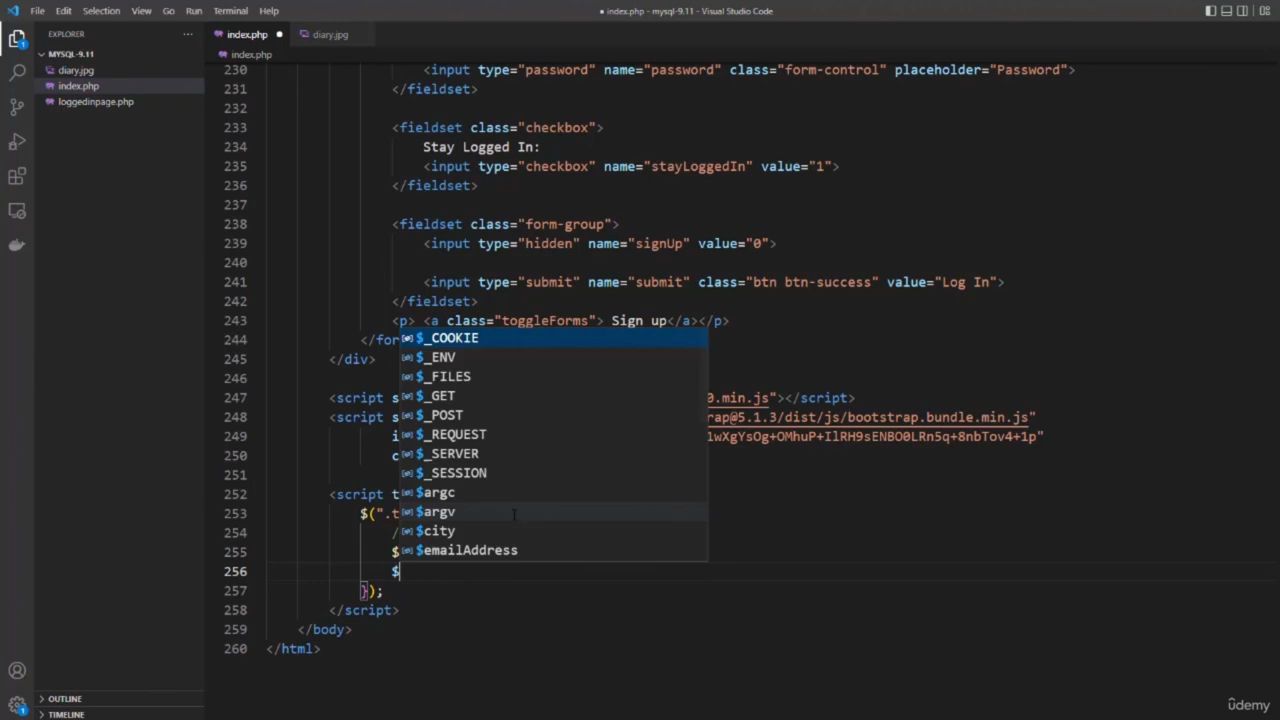 File Edit Selection View Go Run Terminal Help
● index.php - mysql-9.11 - Visual Studio Code
EXPLORER
MYSQL-9.11
diary.jpg
index.php
loggedinpage.php
OUTLINE
TIMELINE
index.php diary.jpg
index.php
230 <input type="password" name="password" class="form-control" placeholder="Password">
231 </fieldset>
232
233 <fieldset class="checkbox">
234 Stay Logged In:
235 <input type="checkbox" name="stayLoggedIn" value="1">
236 </fieldset>
237
238 <fieldset class="form-group">
239 <input type="hidden" name="signUp" value="0">
240
241 <input type="submit" name="submit" class="btn btn-success" value="Log In">
242 </fieldset>
243 <p> <a class="toggleForms"> Sign up</a></p>
244 </for
245 </div>
246
247 <script s 0.min.js"></script>
248 <script s rap@5.1.3/dist/js/bootstrap.bundle.min.js"
249 i 1wXgYsOg+OMhuP+IlRH9sENBO0LRn5q+8nbTov4+1p"
250 c
251
252 <script t
253 $(".t
254 /
255 $
256 $
257 });
258 </script>
259 </body>
260 </html>
$_COOKIE
$_ENV
$_FILES
$_GET
$_POST
$_REQUEST
$_SERVER
$_SESSION
$argc
$argv
$city
$emailAddress
1
1
ûdemy